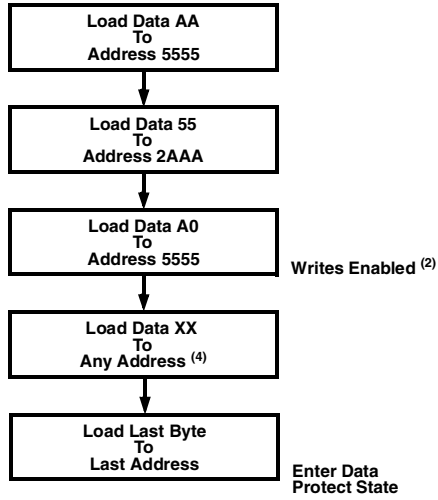 Load Data AA
To
Address 5555
Load Data 55
To
Address 2AAA
Load Data A0
To
Address 5555
Writes Enabled (2)
Load Data XX
To
Any Address (4)
Load Last Byte
To
Last Address
Enter Data
Protect State